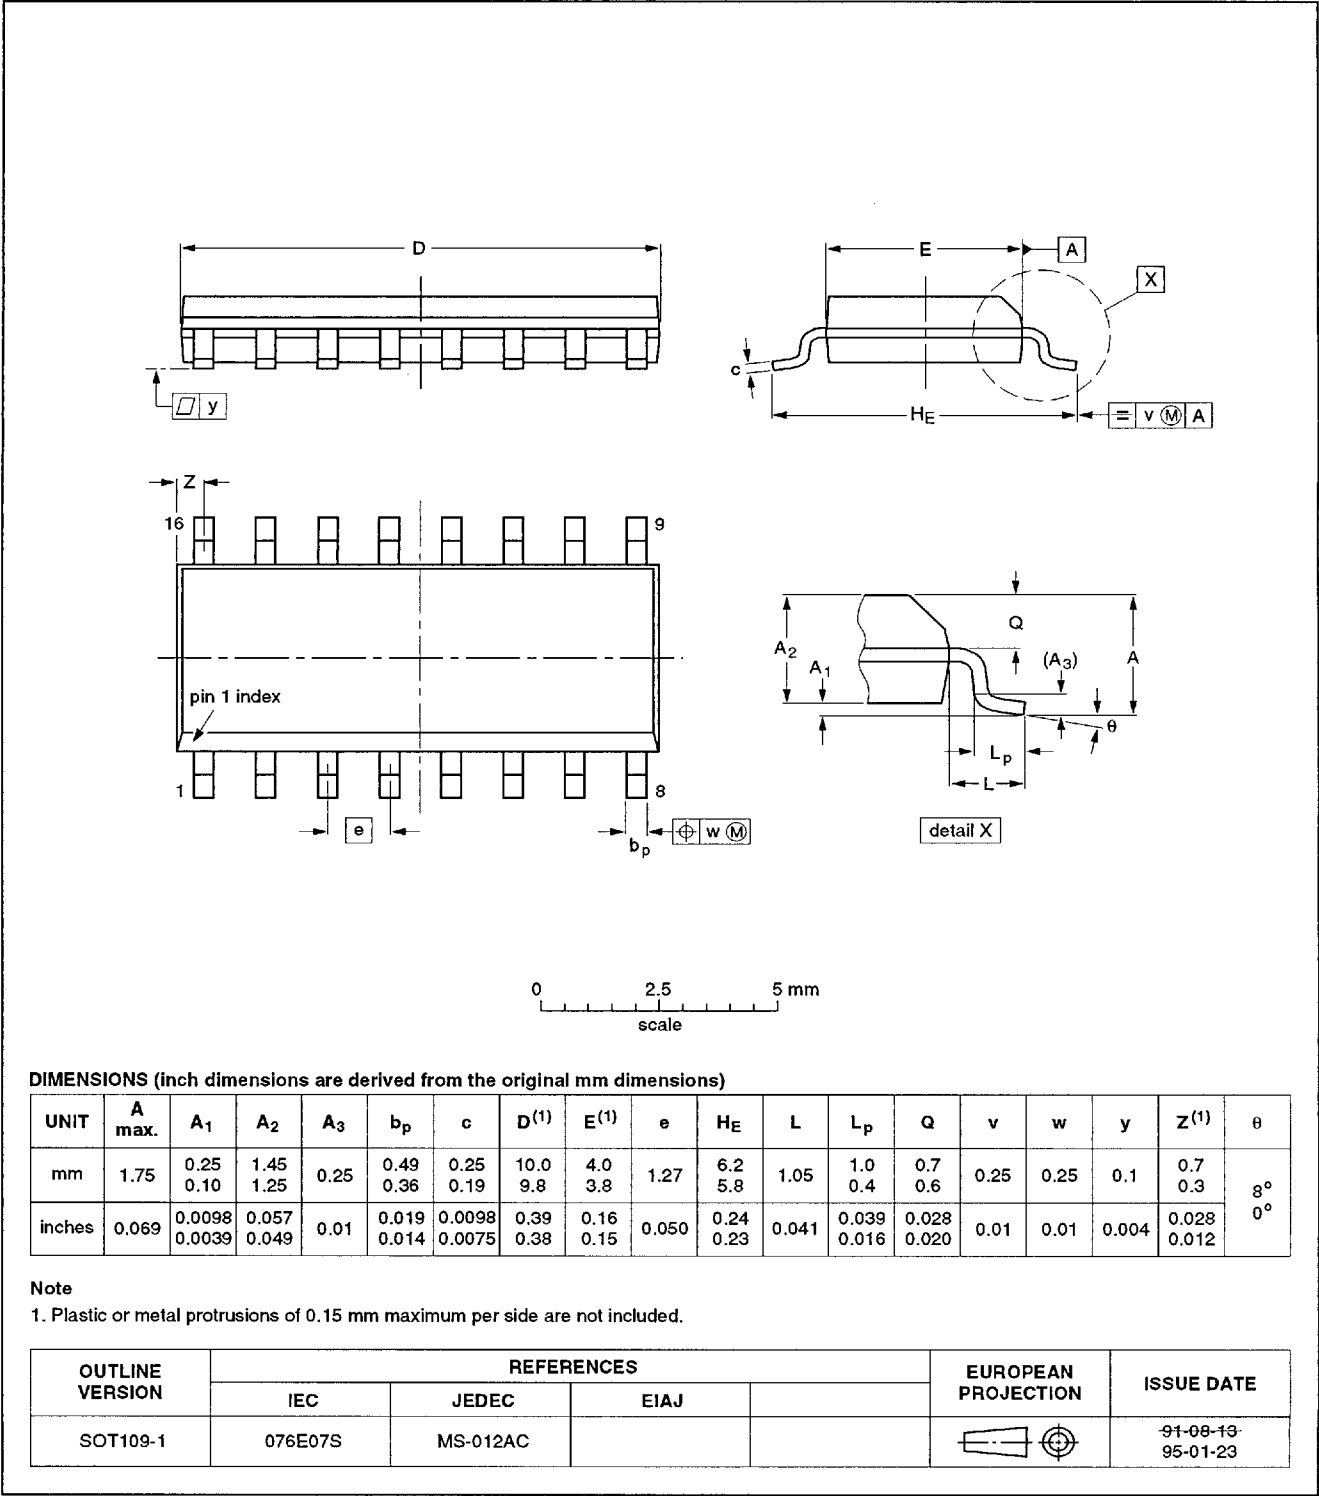 D
E
A
X
c
y
HE
= v Ⓜ A
Z
16
9
pin 1 index
1
8
e
bp
⌖ w Ⓜ
Q
A2
A1
(A3)
A
θ
Lp
L
detail X
0 2.5 5 mm
scale
DIMENSIONS (inch dimensions are derived from the original mm dimensions)
UNIT A max. A1 A2 A3 bp c D(1) E(1) e HE L Lp Q v w y Z(1) θ
mm 1.75 0.25 0.10 1.45 1.25 0.25 0.49 0.36 0.25 0.19 10.0 9.8 4.0 3.8 1.27 6.2 5.8 1.05 1.0 0.4 0.7 0.6 0.25 0.25 0.1 0.7 0.3 8° 0°
inches 0.069 0.0098 0.0039 0.057 0.049 0.01 0.019 0.014 0.0098 0.0075 0.39 0.38 0.16 0.15 0.050 0.24 0.23 0.041 0.039 0.016 0.028 0.020 0.01 0.01 0.004 0.028 0.012
Note
1. Plastic or metal protrusions of 0.15 mm maximum per side are not included.
OUTLINE VERSION REFERENCES EUROPEAN PROJECTION ISSUE DATE
IEC JEDEC EIAJ
SOT109-1 076E07S MS-012AC 91-08-13
95-01-23